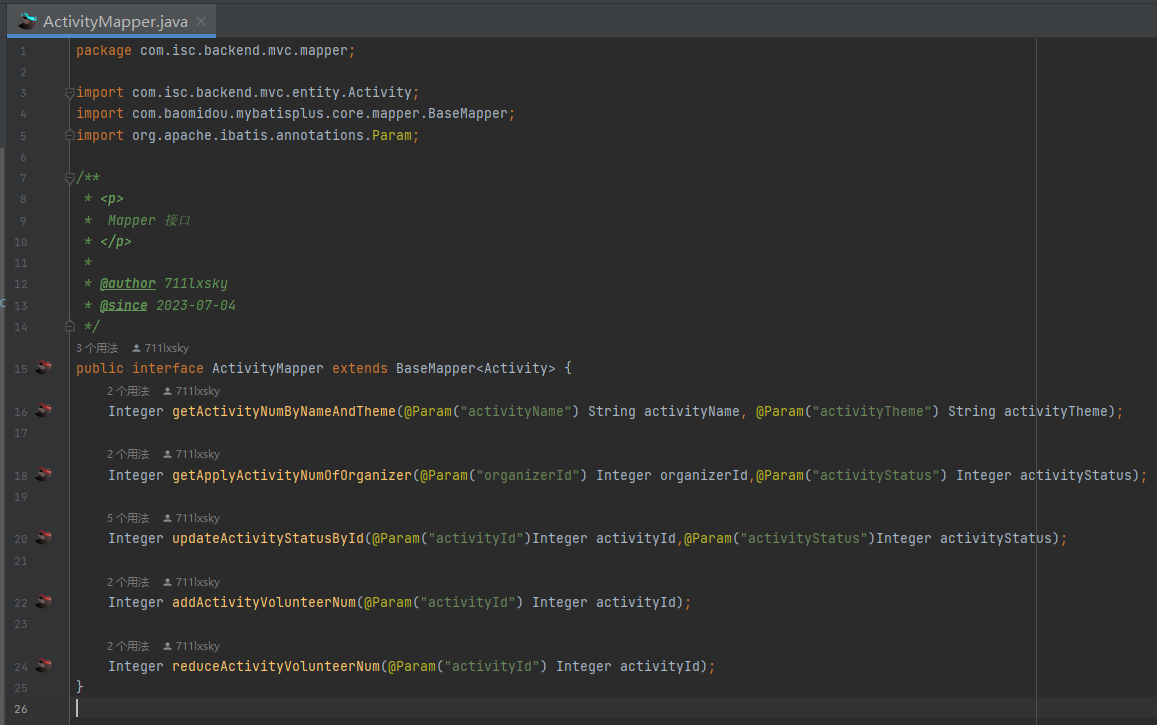 ActivityMapper.java
1 package com.isc.backend.mvc.mapper;
2
3 import com.isc.backend.mvc.entity.Activity;
4 import com.baomidou.mybatisplus.core.mapper.BaseMapper;
5 import org.apache.ibatis.annotations.Param;
6
7 /**
8 * <p>
9 * Mapper 接口
10 * </p>
11 *
12 * @author 711lxsky
13 * @since 2023-07-04
14 */
3 个用法 711lxsky
15 public interface ActivityMapper extends BaseMapper<Activity> {
2 个用法 711lxsky
16 Integer getActivityNumByNameAndTheme(@Param("activityName") String activityName, @Param("activityTheme") String activityTheme);
17
2 个用法 711lxsky
18 Integer getApplyActivityNumOfOrganizer(@Param("organizerId") Integer organizerId,@Param("activityStatus") Integer activityStatus);
19
5 个用法 711lxsky
20 Integer updateActivityStatusById(@Param("activityId")Integer activityId,@Param("activityStatus")Integer activityStatus);
21
2 个用法 711lxsky
22 Integer addActivityVolunteerNum(@Param("activityId") Integer activityId);
23
2 个用法 711lxsky
24 Integer reduceActivityVolunteerNum(@Param("activityId") Integer activityId);
25 }
26